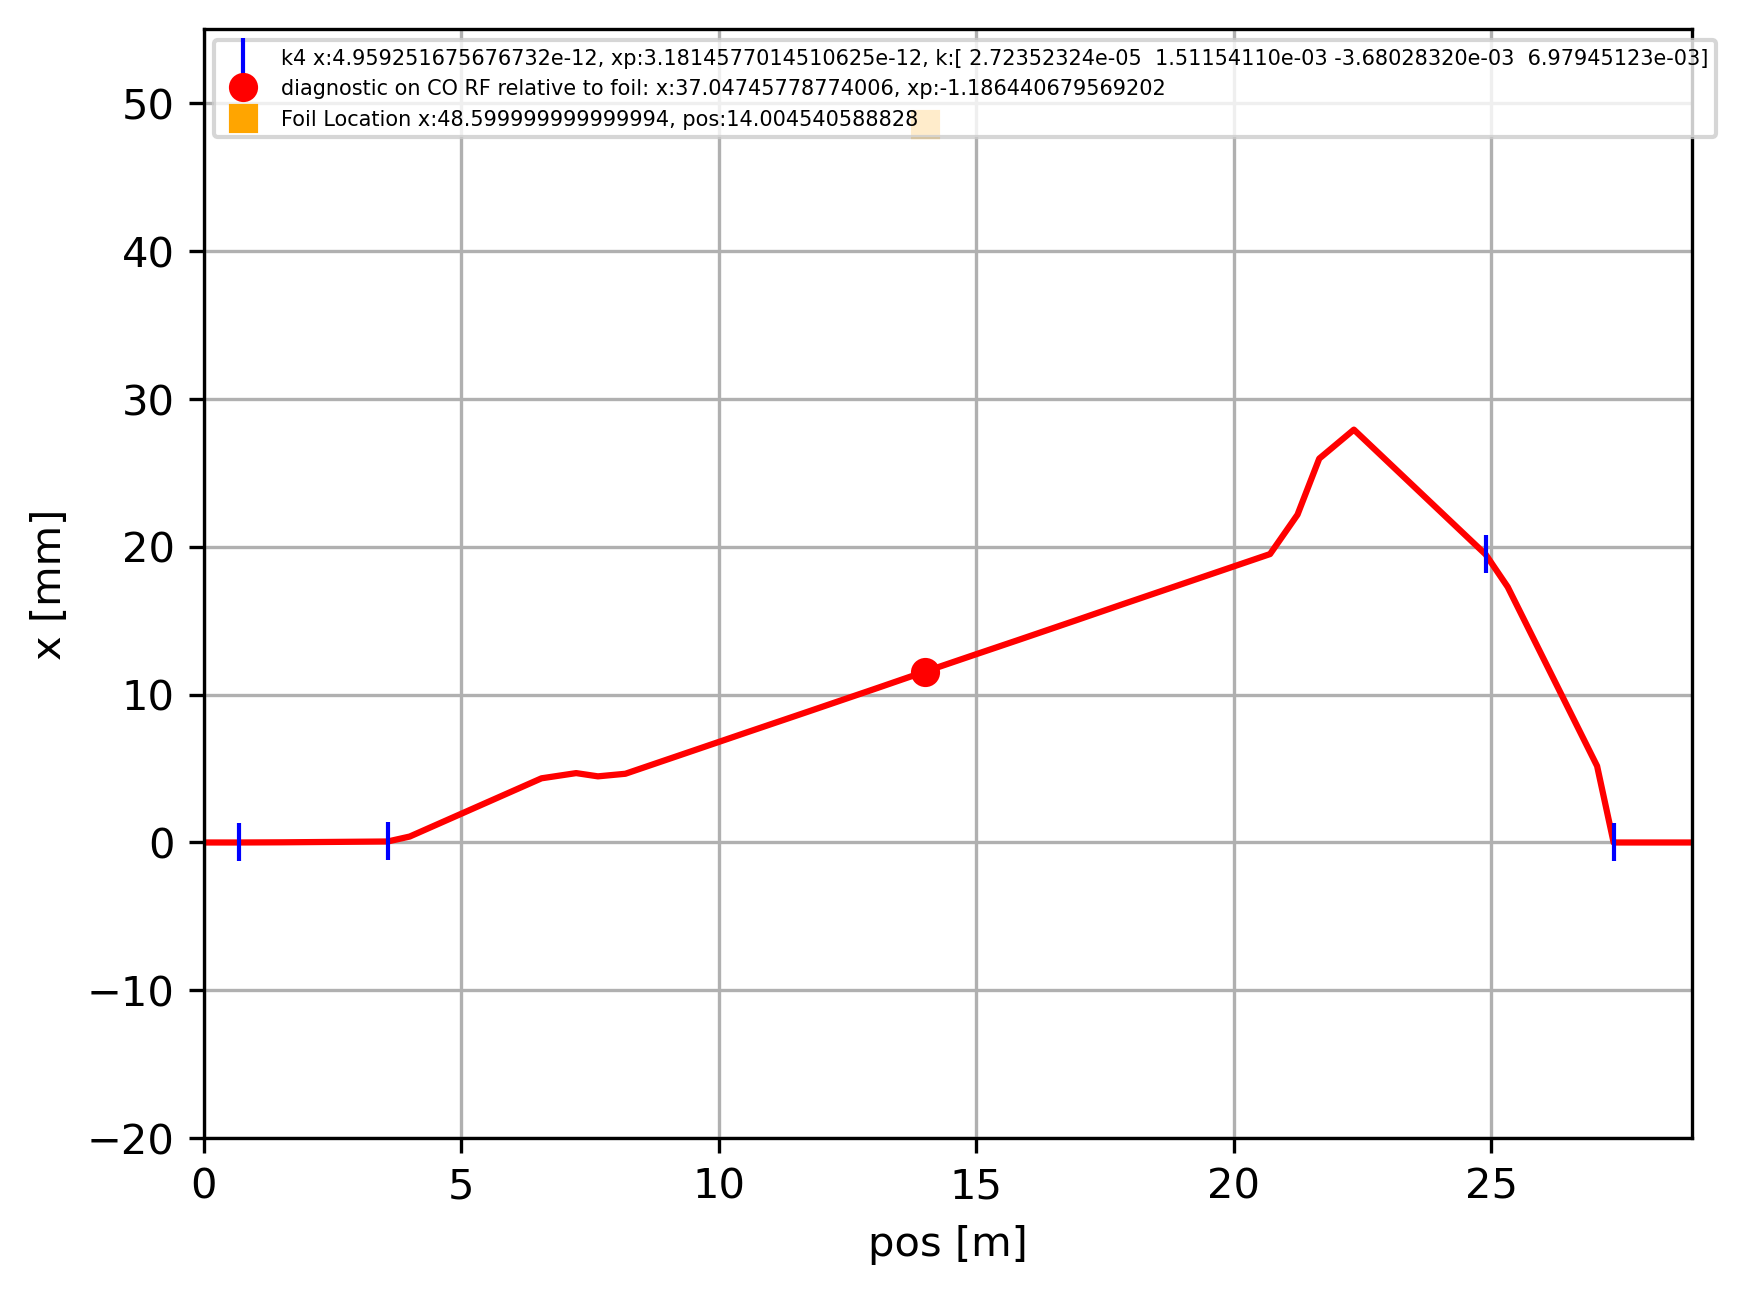 k4 x:4.959251675676732e-12, xp:3.1814577014510625e-12, k:[ 2.72352324e-05  1.51154110e-03 -3.68028320e-03  6.97945123e-03]
diagnostic on CO RF relative to foil: x:37.04745778774006, xp:-1.186440679569202
Foil Location x:48.599999999999994, pos:14.004540588828
50
40
30
20
10
0
−10
−20
x [mm]
0 5 10 15 20 25
pos [m]